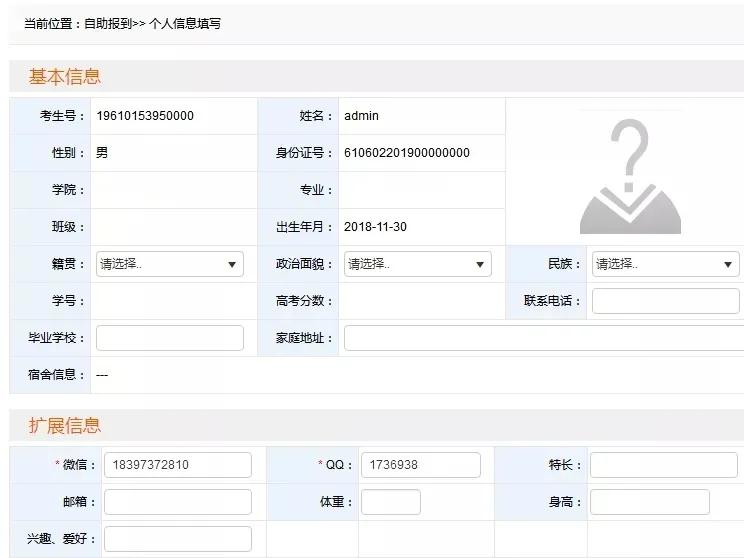 当前位置：自助报到>> 个人信息填写
基本信息
考生号： 19610153950000 姓名： admin
性别： 男 身份证号： 610602201900000000
学院： 专业：
班级： 出生年月： 2018-11-30
籍贯： 请选择.. 政治面貌： 请选择.. 民族： 请选择..
学号： 高考分数： 联系电话：
毕业学校： 家庭地址：
宿舍信息： ---
扩展信息
*微信： 18397372810 *QQ： 1736938 特长：
邮箱： 体重： 身高：
兴趣、爱好：